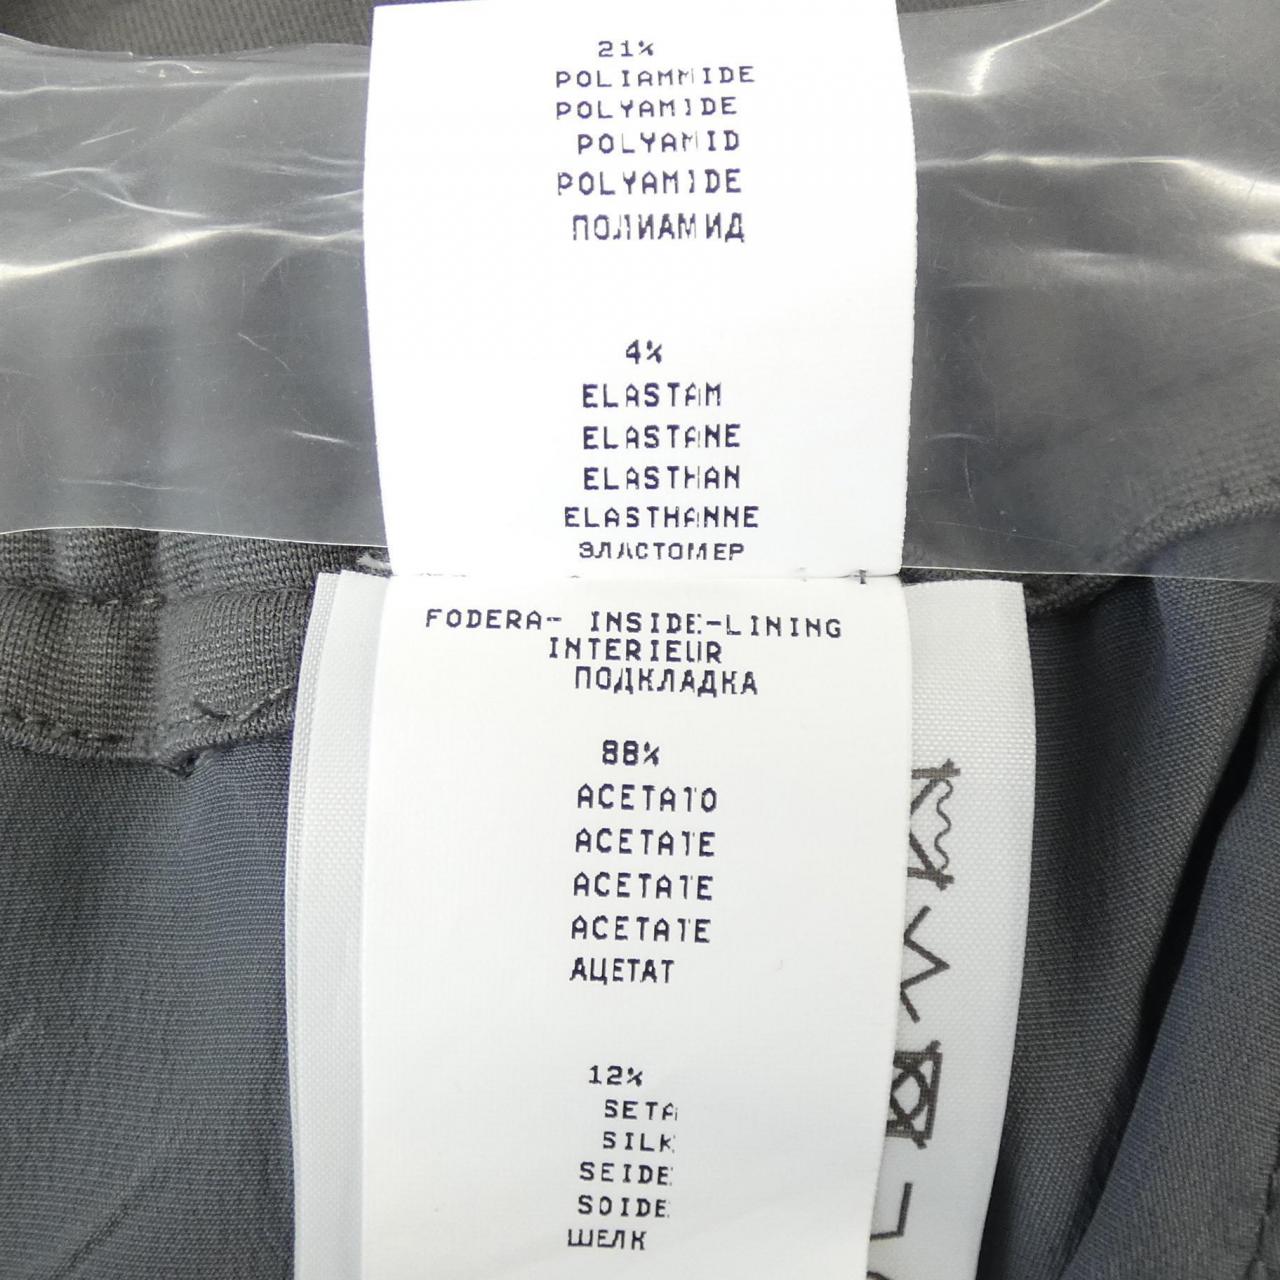 21%
POLIAMMIDE
POLYAMIDE
POLYAMID
POLYAMIDE
ПОЛИАМИД
4%
ELASTAM
ELASTANE
ELASTHAN
ELASTHANNE
ЭЛАСТОМЕР
FODERA- INSIDE-LINING
INTERIEUR
ПОДКЛАДКА
88%
ACETATO
ACETATE
ACETATE
ACETATE
АЦЕТАТ
12%
SETA
SILK
SEIDE
SOIDE
ШЕЛК